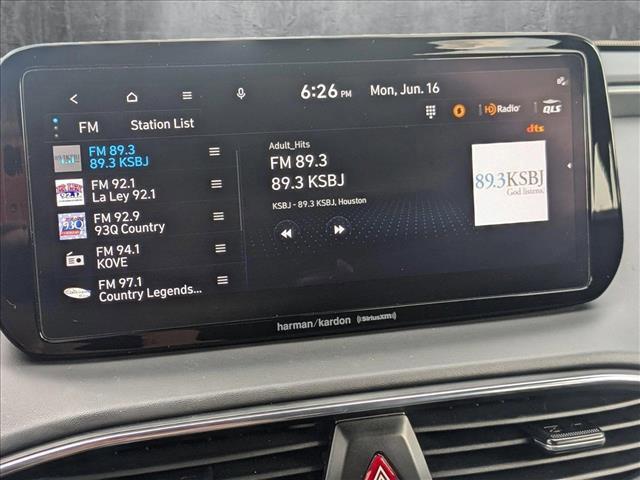 6:26 PM Mon, Jun. 16
FM Station List
HD Radio QLS
dts
FM 89.3
89.3 KSBJ
FM 92.1
La Ley 92.1
FM 92.9
93Q Country
FM 94.1
KOVE
FM 97.1
Country Legends...
Adult_Hits
FM 89.3
89.3 KSBJ
KSBJ - 89.3 KSBJ, Houston
89.3 KSBJ
God listens.
harman/kardon ((SiriusXM))